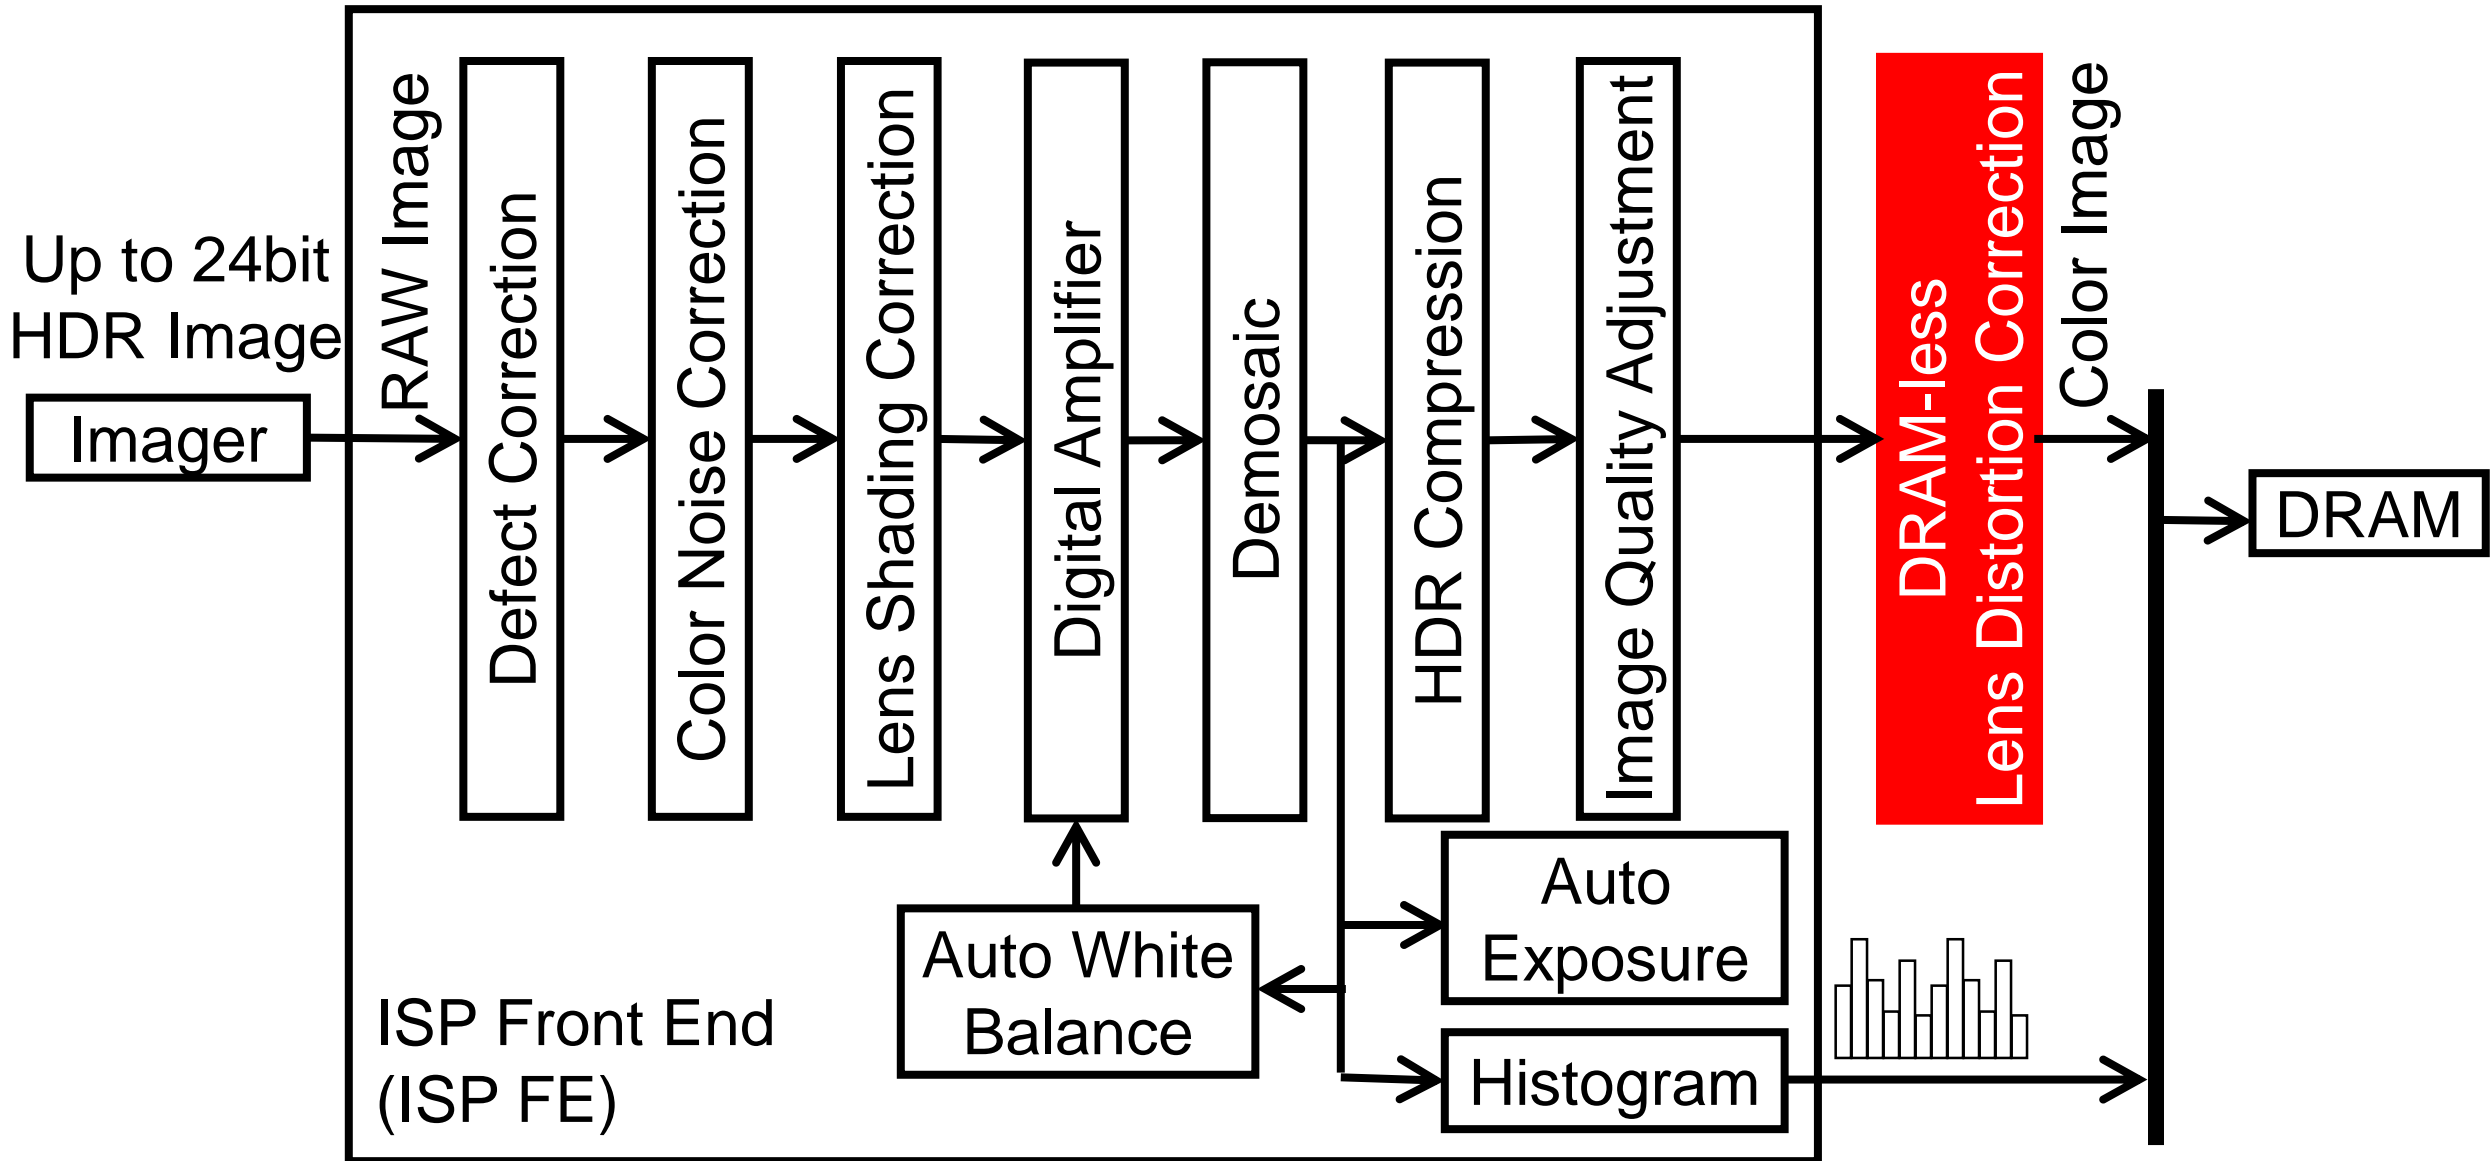 Up to 24bit
HDR Image
Imager
RAW Image
Defect Correction
Color Noise Correction
Lens Shading Correction
Digital Amplifier
Demosaic
HDR Compression
Image Quality Adjustment
DRAM-less
Lens Distortion Correction
Color Image
DRAM
Auto White
Balance
Auto
Exposure
Histogram
ISP Front End
(ISP FE)